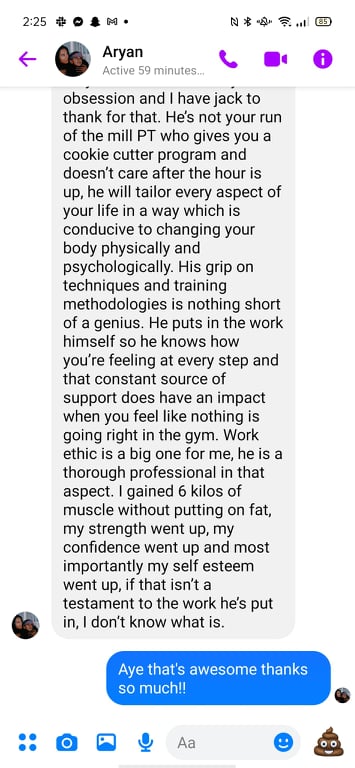 2:25
85
Aryan
Active 59 minutes...
obsession and I have jack to
thank for that. He's not your run
of the mill PT who gives you a
cookie cutter program and
doesn't care after the hour is
up, he will tailor every aspect of
your life in a way which is
conducive to changing your
body physically and
psychologically. His grip on
techniques and training
methodologies is nothing short
of a genius. He puts in the work
himself so he knows how
you're feeling at every step and
that constant source of
support does have an impact
when you feel like nothing is
going right in the gym. Work
ethic is a big one for me, he is a
thorough professional in that
aspect. I gained 6 kilos of
muscle without putting on fat,
my strength went up, my
confidence went up and most
importantly my self esteem
went up, if that isn't a
testament to the work he's put
in, I don't know what is.
Aye that's awesome thanks
so much!!
Aa